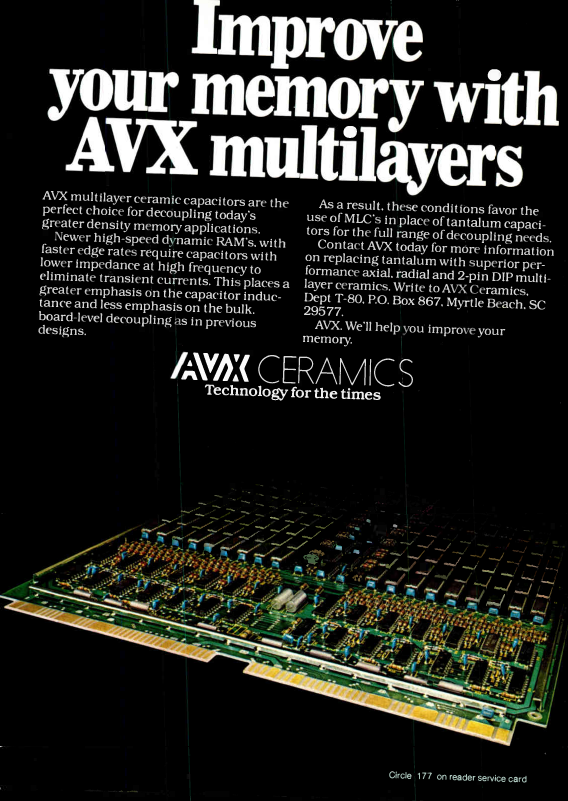 Improve
your memory with
AVX multilayers
AVX multilayer ceramic capacitors are the
perfect choice for decoupling today's
greater density memory applications.
Newer high-speed dynamic RAM's, with
faster edge rates require capacitors with
lower impedance at high frequency to
eliminate transient currents. This places a
greater emphasis on the capacitor induc-
tance and less emphasis on the bulk,
board-level decoupling as in previous
designs.
As a result, these conditions favor the
use of MLC's in place of tantalum capaci-
tors for the full range of decoupling needs.
Contact AVX today for more information
on replacing tantalum with superior per-
formance axial, radial and 2-pin DIP multi-
layer ceramics. Write to AVX Ceramics,
Dept T-80, P.O. Box 867, Myrtle Beach, SC
29577.
AVX. We'll help you improve your
memory.
AVX CERAMICS
Technology for the times
Circle 177 on reader service card